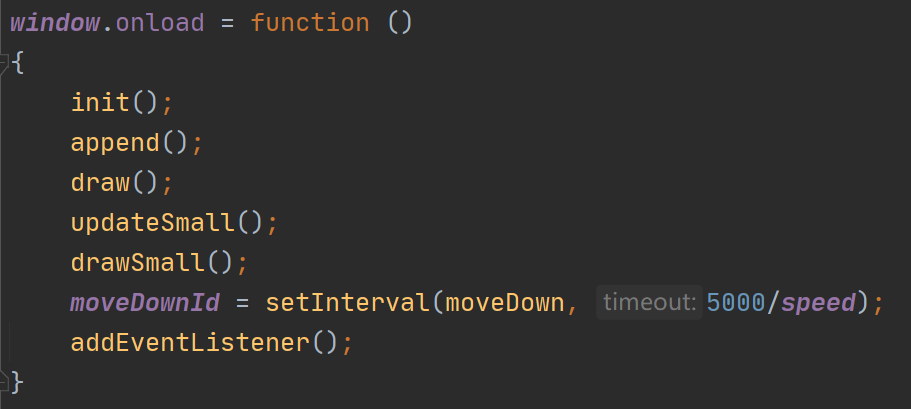 window.onload = function ()
{
    init();
    append();
    draw();
    updateSmall();
    drawSmall();
    moveDownId = setInterval(moveDown, timeout: 5000/speed);
    addEventListener();
}